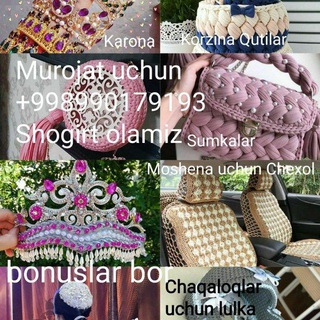 Karona
Korzina Qutilar
Murojat uchun
+998990179193
Shogirt olamiz
Sumkalar
Moshena uchun Chexol
bonuslar bor
Chaqaloqlar
uchun lulka